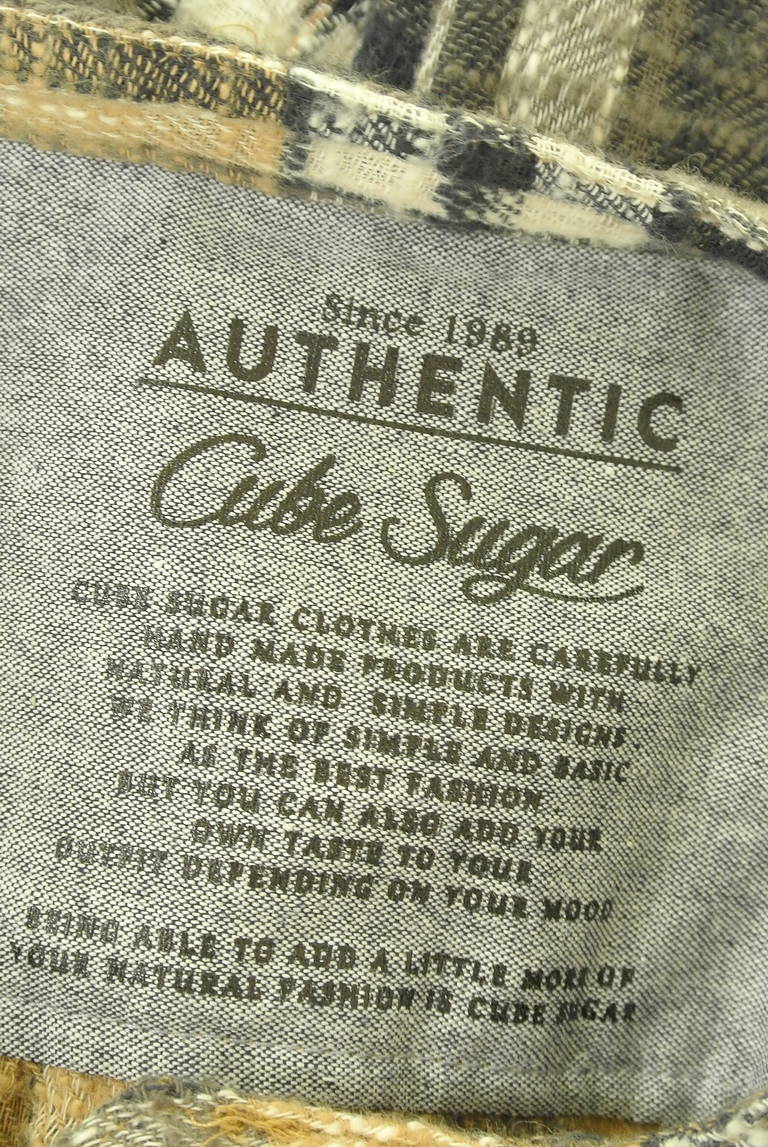 Since 1989
AUTHENTIC
Cube Sugar
CUBE SUGAR CLOTHES ARE CAREFULLY
HAND MADE PRODUCTS WITH
NATURAL AND SIMPLE DESIGNS.
WE THINK OF SIMPLE AND BASIC
AS THE BEST FASHION.
BUT YOU CAN ALSO ADD YOUR
OWN TASTE TO YOUR
OUTFIT DEPENDING ON YOUR MOOD.
BEING ABLE TO ADD A LITTLE MORE OF
YOUR NATURAL FASHION IS CUBE SUGAR